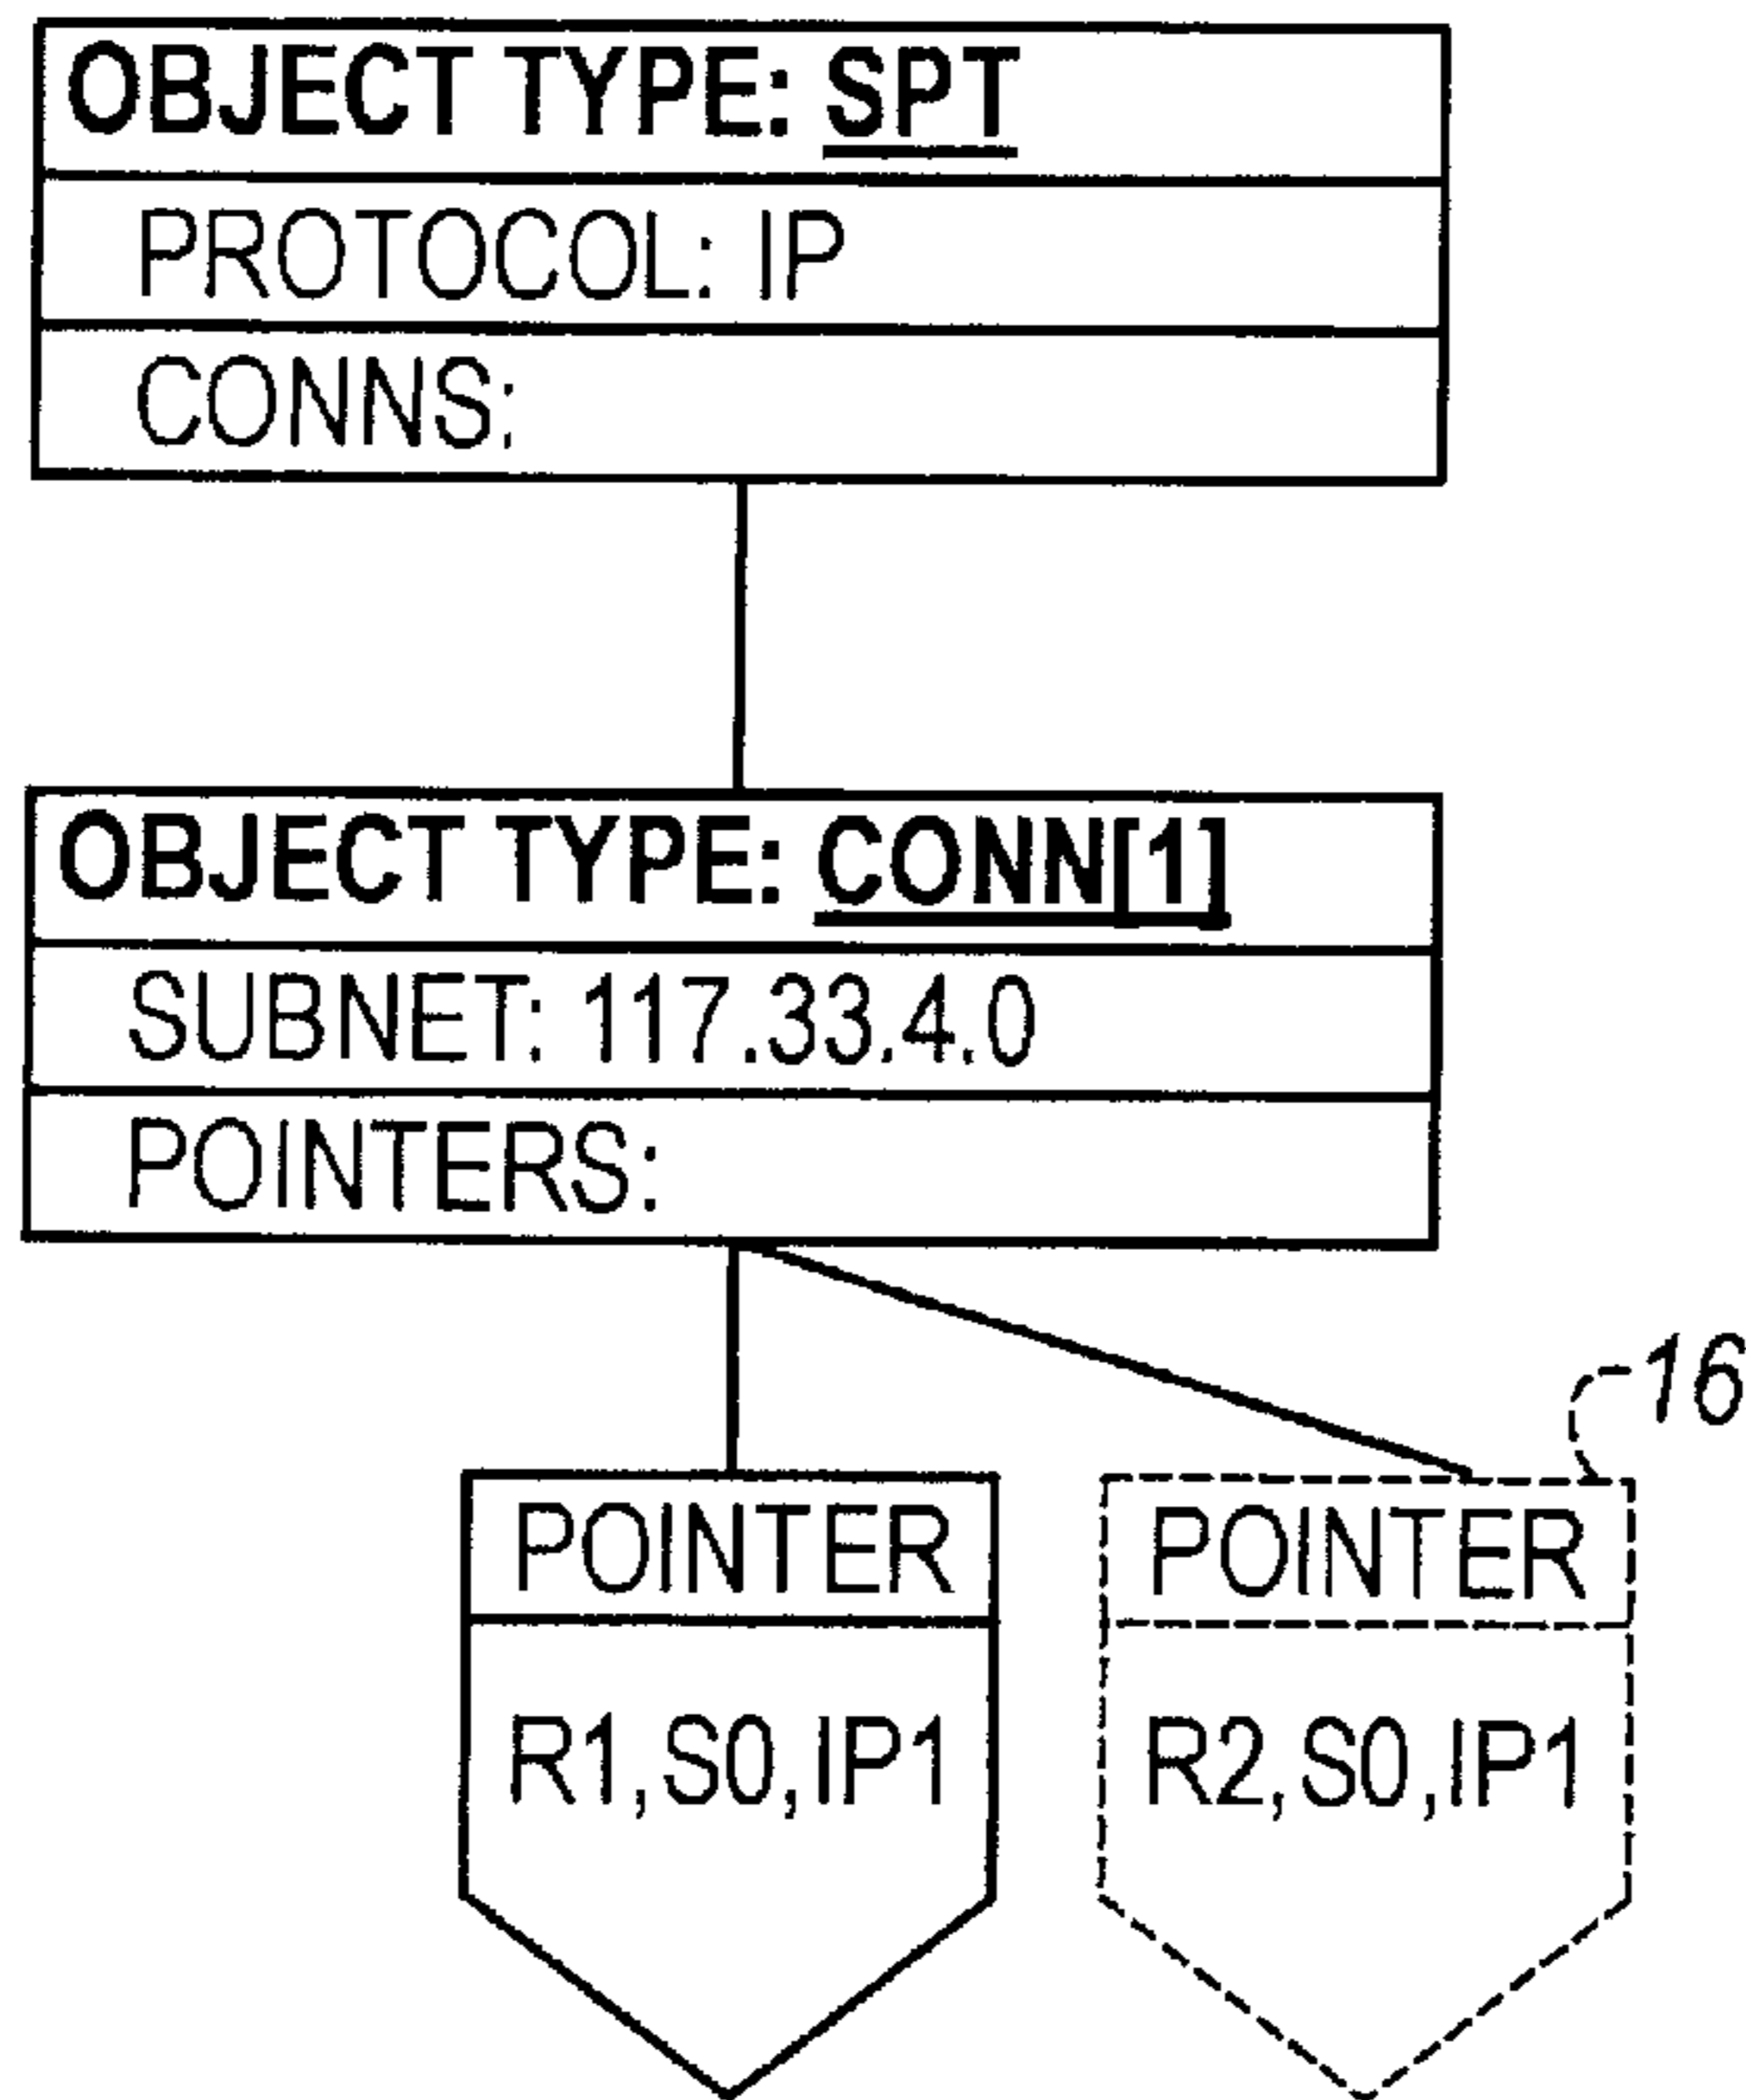 OBJECT TYPE: SPT
PROTOCOL: IP
CONNS:
OBJECT TYPE: CONN[1]
SUBNET: 117.33.4.0
POINTERS:
16
POINTER
R1,S0,IP1
POINTER
R2,S0,IP1